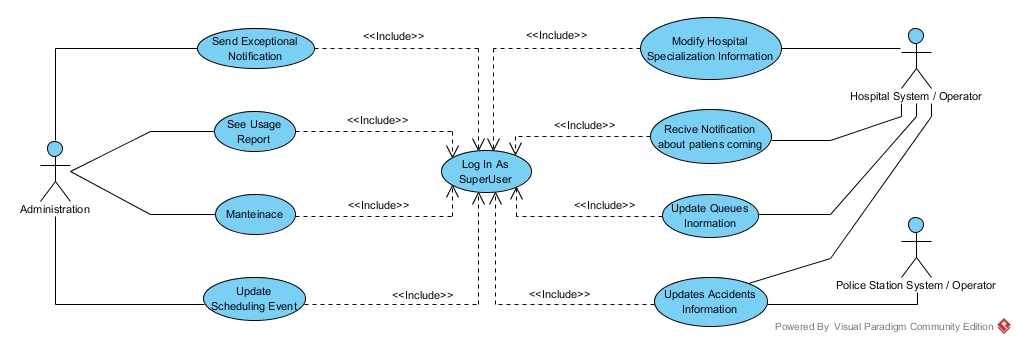 Send Exceptional
Notification
<<Include>>
<<Include>>
Modify Hospital
Specialization Information
Hospital System / Operator
See Usage
Report
<<Include>>
<<Include>>
Recive Notification
about patiens coming
Log In As
SuperUser
Administration
Manteinace
<<Include>>
<<Include>>
Update Queues
Inormation
Update
Scheduling Event
<<Include>>
<<Include>>
Updates Accidents
Information
Police Station System / Operator
Powered By Visual Paradigm Community Edition